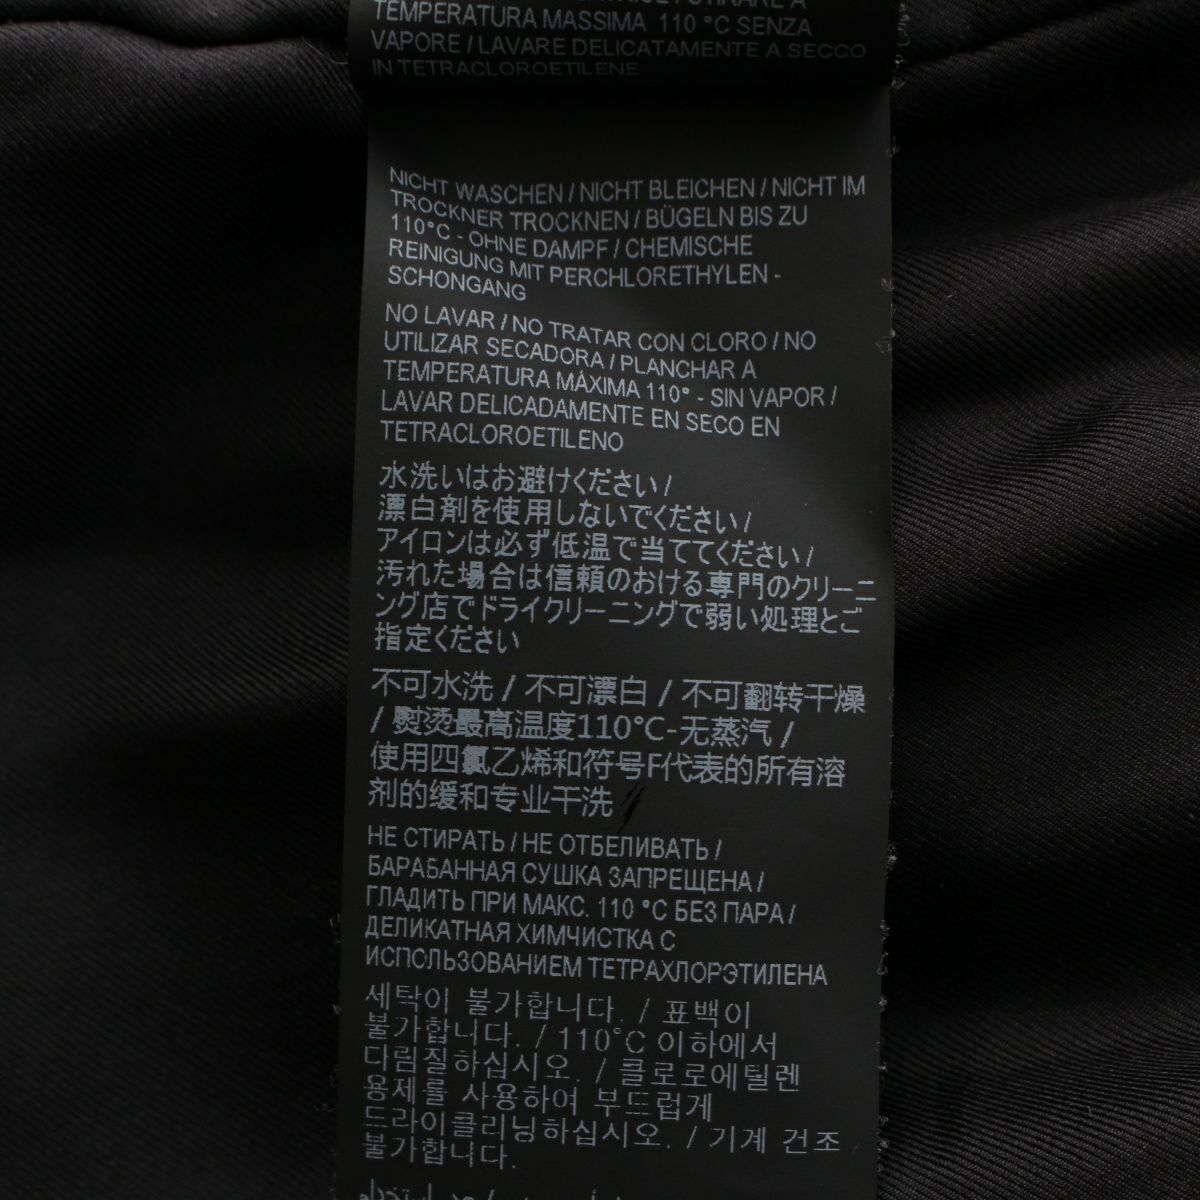 TEMPERATURA MASSIMA 110 °C SENZA
VAPORE / LAVARE DELICATAMENTE A SECCO
IN TETRACLOROETILENE
NICHT WASCHEN / NICHT BLEICHEN / NICHT IM
TROCKNER TROCKNEN / BÜGELN BIS ZU
110°C - OHNE DAMPF / CHEMISCHE
REINIGUNG MIT PERCHLORETHYLEN -
SCHONGANG
NO LAVAR / NO TRATAR CON CLORO / NO
UTILIZAR SECADORA / PLANCHAR A
TEMPERATURA MÁXIMA 110° - SIN VAPOR /
LAVAR DELICADAMENTE EN SECO EN
TETRACLOROETILENO
水洗いはお避けください /
漂白剤を使用しないでください /
アイロンは必ず低温で当ててください /
汚れた場合は信頼のおける専門のクリーニ
ング店でドライクリーニングで弱い処理とご
指定ください
不可水洗 / 不可漂白 / 不可翻转干燥
/ 熨烫最高温度110°C-无蒸汽 /
使用四氯乙烯和符号F代表的所有溶
剂的缓和专业干洗
НЕ СТИРАТЬ / НЕ ОТБЕЛИВАТЬ /
БАРАБАННАЯ СУШКА ЗАПРЕЩЕНА /
ГЛАДИТЬ ПРИ МАКС. 110 °C БЕЗ ПАРА /
ДЕЛИКАТНАЯ ХИМЧИСТКА С
ИСПОЛЬЗОВАНИЕМ ТЕТРАХЛОРЭТИЛЕНА
세탁이 불가합니다. / 표백이
불가합니다. / 110°C 이하에서
다림질하십시오. / 클로로에틸렌
용제를 사용하여 부드럽게
드라이클리닝하십시오. / 기계 건조
불가합니다.